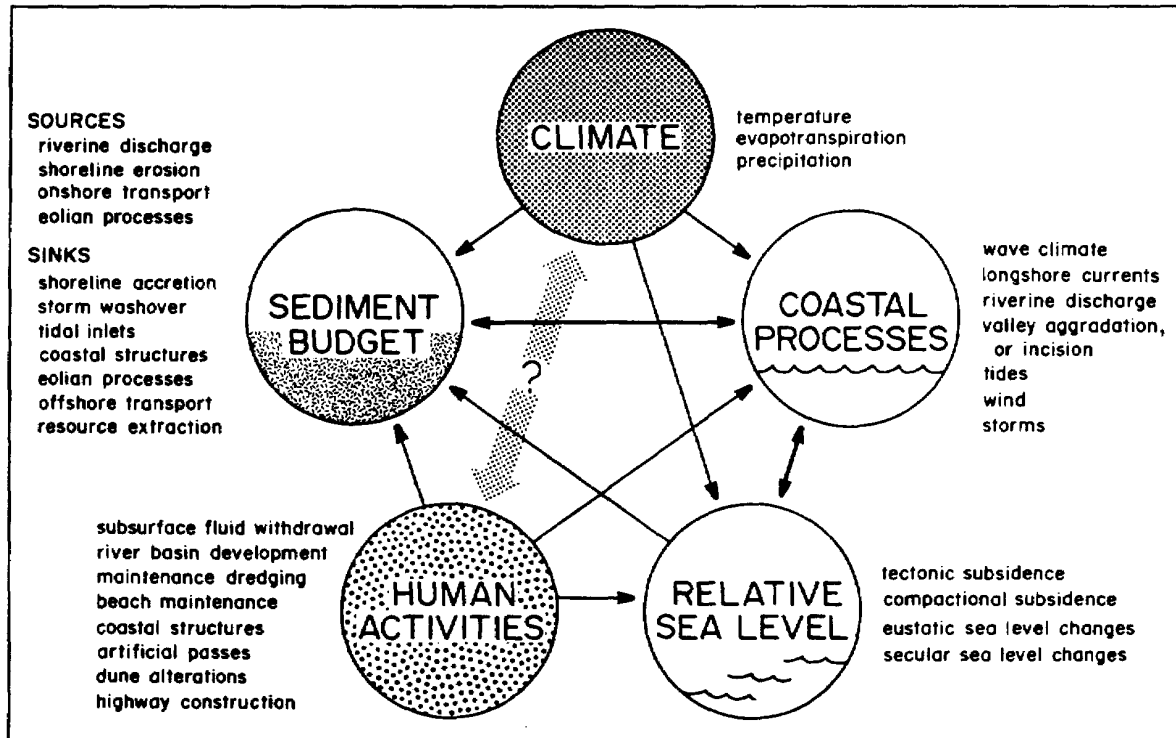 CLIMATE
temperature
evapotranspiration
precipitation
SOURCES
riverine discharge
shoreline erosion
onshore transport
eolian processes
SINKS
shoreline accretion
storm washover
tidal inlets
coastal structures
eolian processes
offshore transport
resource extraction
SEDIMENT
BUDGET
COASTAL
PROCESSES
wave climate
longshore currents
riverine discharge
valley aggradation,
or incision
tides
wind
storms
?
subsurface fluid withdrawal
river basin development
maintenance dredging
beach maintenance
coastal structures
artificial passes
dune alterations
highway construction
HUMAN
ACTIVITIES
RELATIVE
SEA LEVEL
tectonic subsidence
compactional subsidence
eustatic sea level changes
secular sea level changes